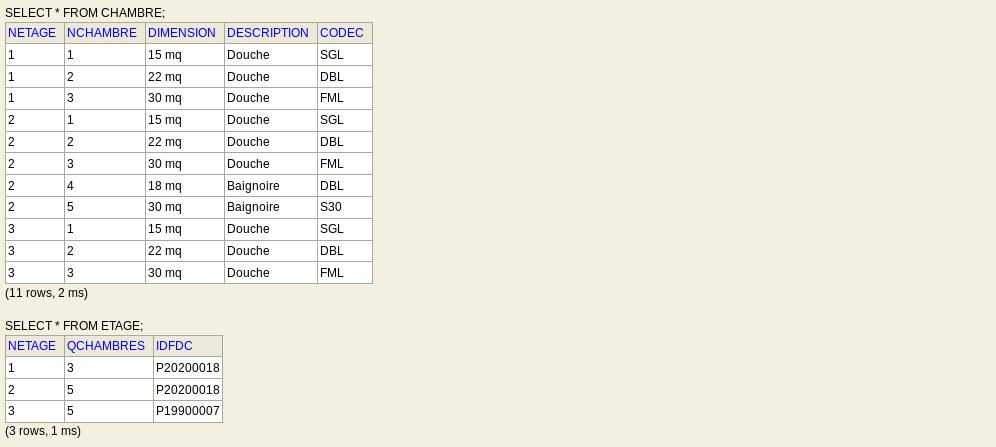 SELECT * FROM CHAMBRE;
NETAGE NCHAMBRE DIMENSION DESCRIPTION CODEC
1 1 15 mq Douche SGL
1 2 22 mq Douche DBL
1 3 30 mq Douche FML
2 1 15 mq Douche SGL
2 2 22 mq Douche DBL
2 3 30 mq Douche FML
2 4 18 mq Baignoire DBL
2 5 30 mq Baignoire S30
3 1 15 mq Douche SGL
3 2 22 mq Douche DBL
3 3 30 mq Douche FML
(11 rows, 2 ms)
SELECT * FROM ETAGE;
NETAGE QCHAMBRES IDFDC
1 3 P20200018
2 5 P20200018
3 5 P19900007
(3 rows, 1 ms)